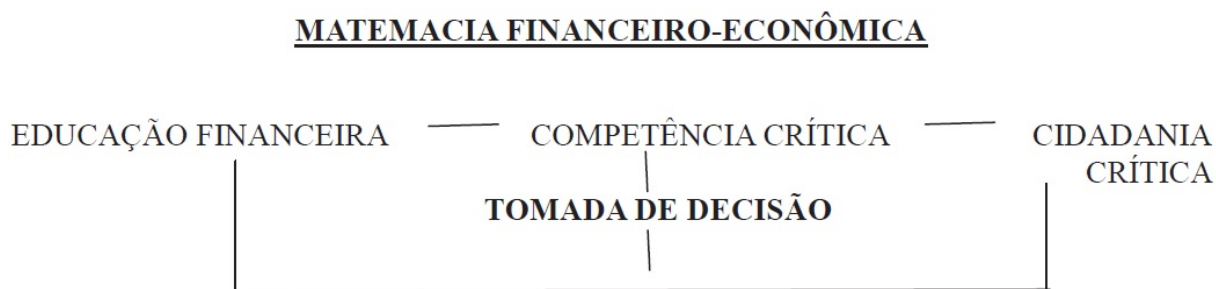 MATEMACIA FINANCEIRO-ECONÔMICA
EDUCAÇÃO FINANCEIRA
COMPETÊNCIA CRÍTICA
CIDADANIA
CRÍTICA
TOMADA DE DECISÃO